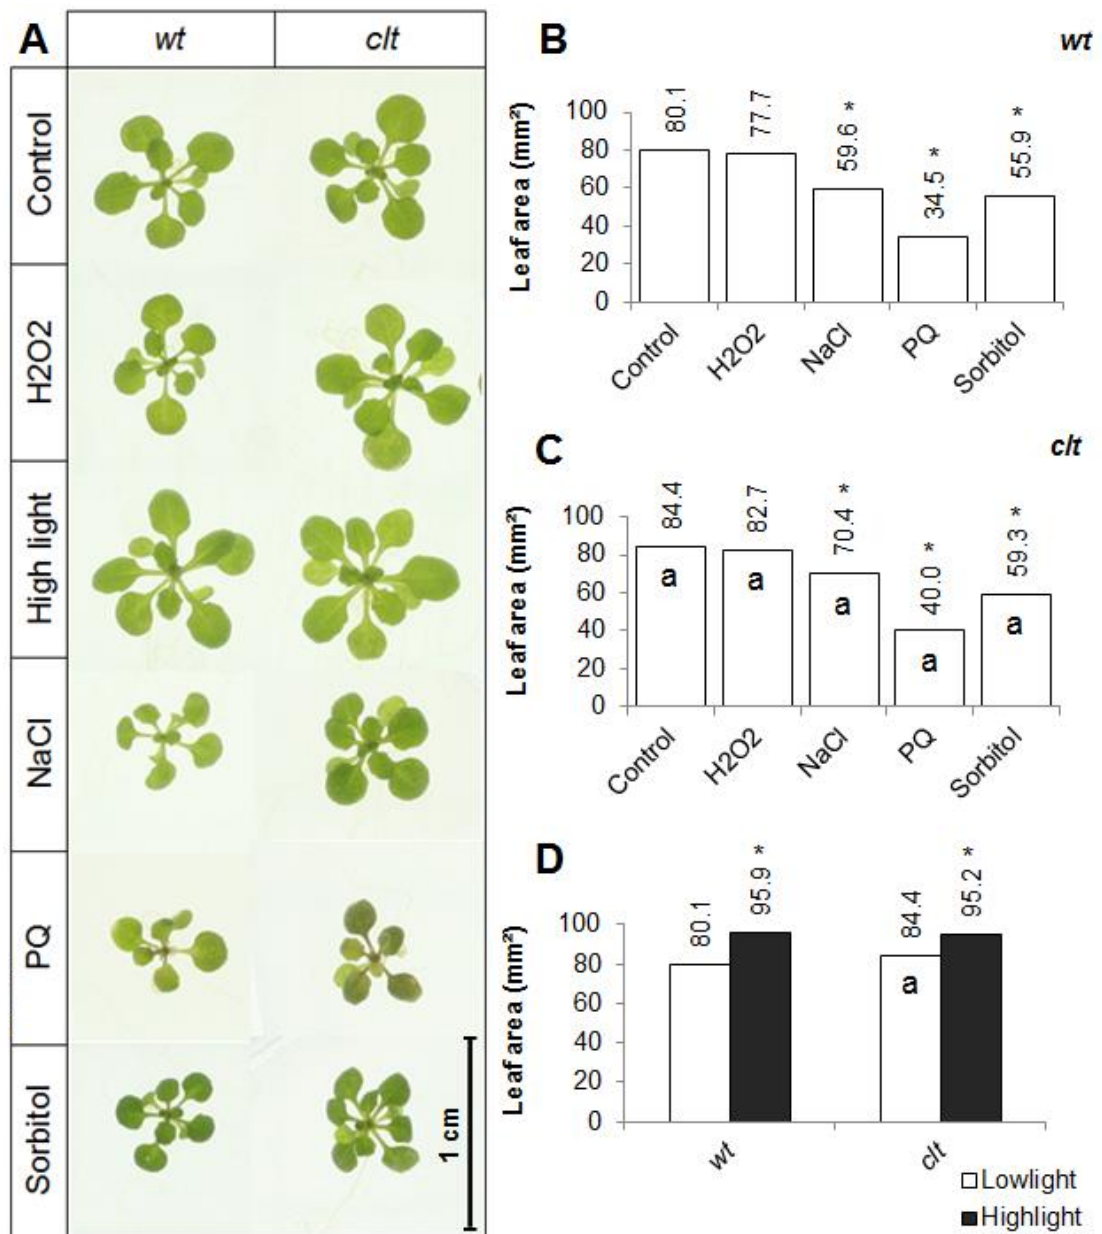 A
wt
clt
Control
H2O2
High light
NaCl
PQ
Sorbitol
1 cm
B
wt
Leaf area (mm²)
100
80
60
40
20
0
80.1
77.7
59.6 *
34.5 *
55.9 *
Control
H2O2
NaCl
PQ
Sorbitol
C
clt
Leaf area (mm²)
100
80
60
40
20
0
84.4
82.7
70.4 *
40.0 *
59.3 *
a
a
a
a
a
Control
H2O2
NaCl
PQ
Sorbitol
D
Leaf area (mm²)
100
80
60
40
20
0
80.1
95.9 *
84.4
95.2 *
a
wt
clt
Lowlight
Highlight